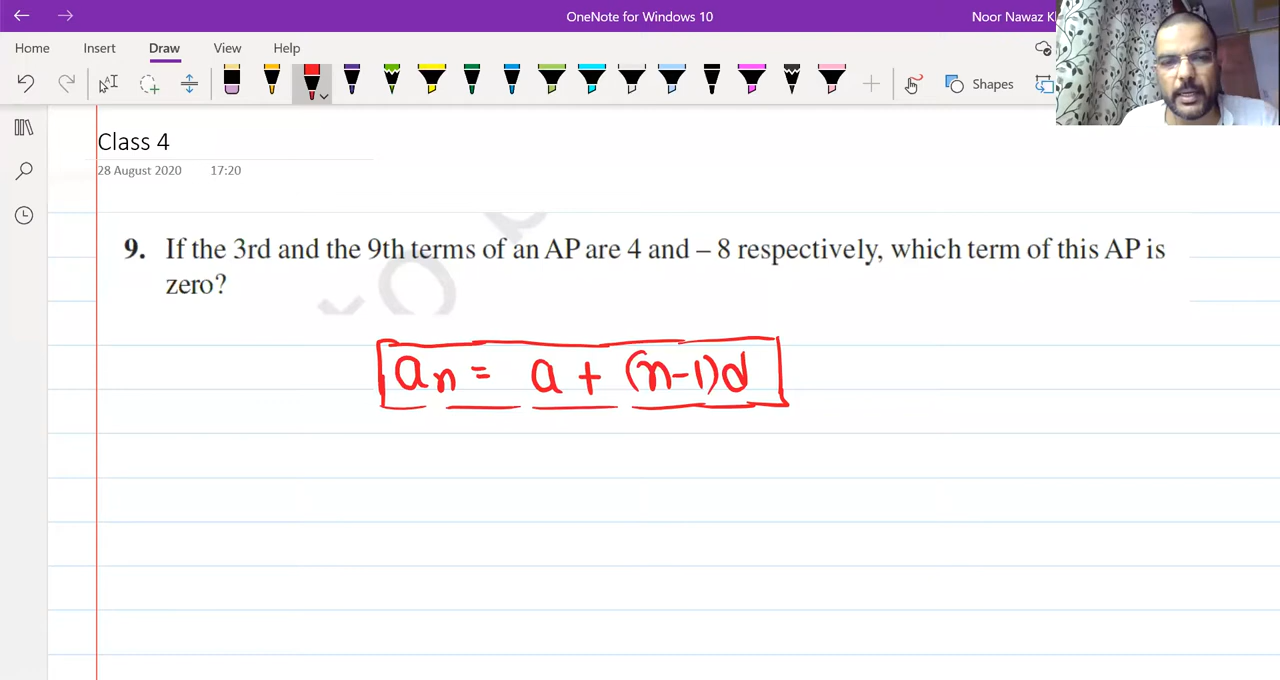 OneNote for Windows 10
Noor Nawaz K
Home Insert Draw View Help
Shapes
Class 4
28 August 2020 17:20
9. If the 3rd and the 9th terms of an AP are 4 and – 8 respectively, which term of this AP is
zero?
an = a + (n-1)d